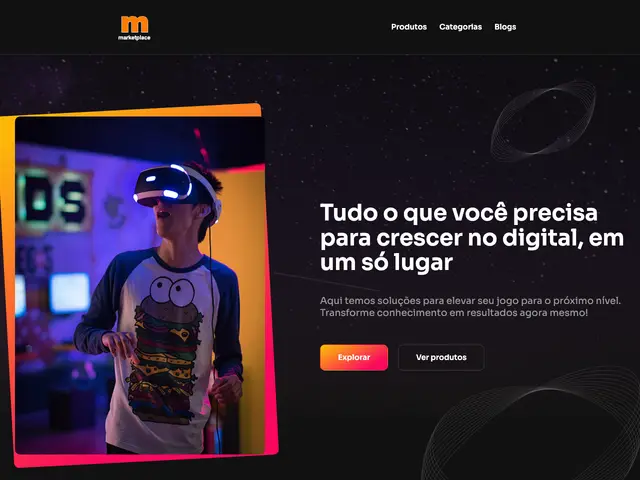 m
marketplace
Produtos Categorias Blogs
Tudo o que você precisa
para crescer no digital, em
um só lugar
Aqui temos soluções para elevar seu jogo para o próximo nível.
Transforme conhecimento em resultados agora mesmo!
Explorar Ver produtos